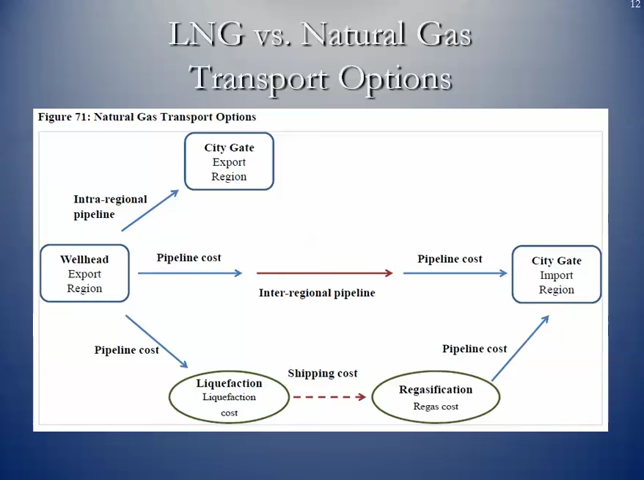 12
LNG vs. Natural Gas
Transport Options
Figure 71: Natural Gas Transport Options
City Gate
Export
Region
Intra-regional
pipeline
Wellhead
Export
Region
Pipeline cost
Inter-regional pipeline
Pipeline cost
City Gate
Import
Region
Pipeline cost
Liquefaction
Liquefaction
cost
Shipping cost
Regasification
Regas cost
Pipeline cost